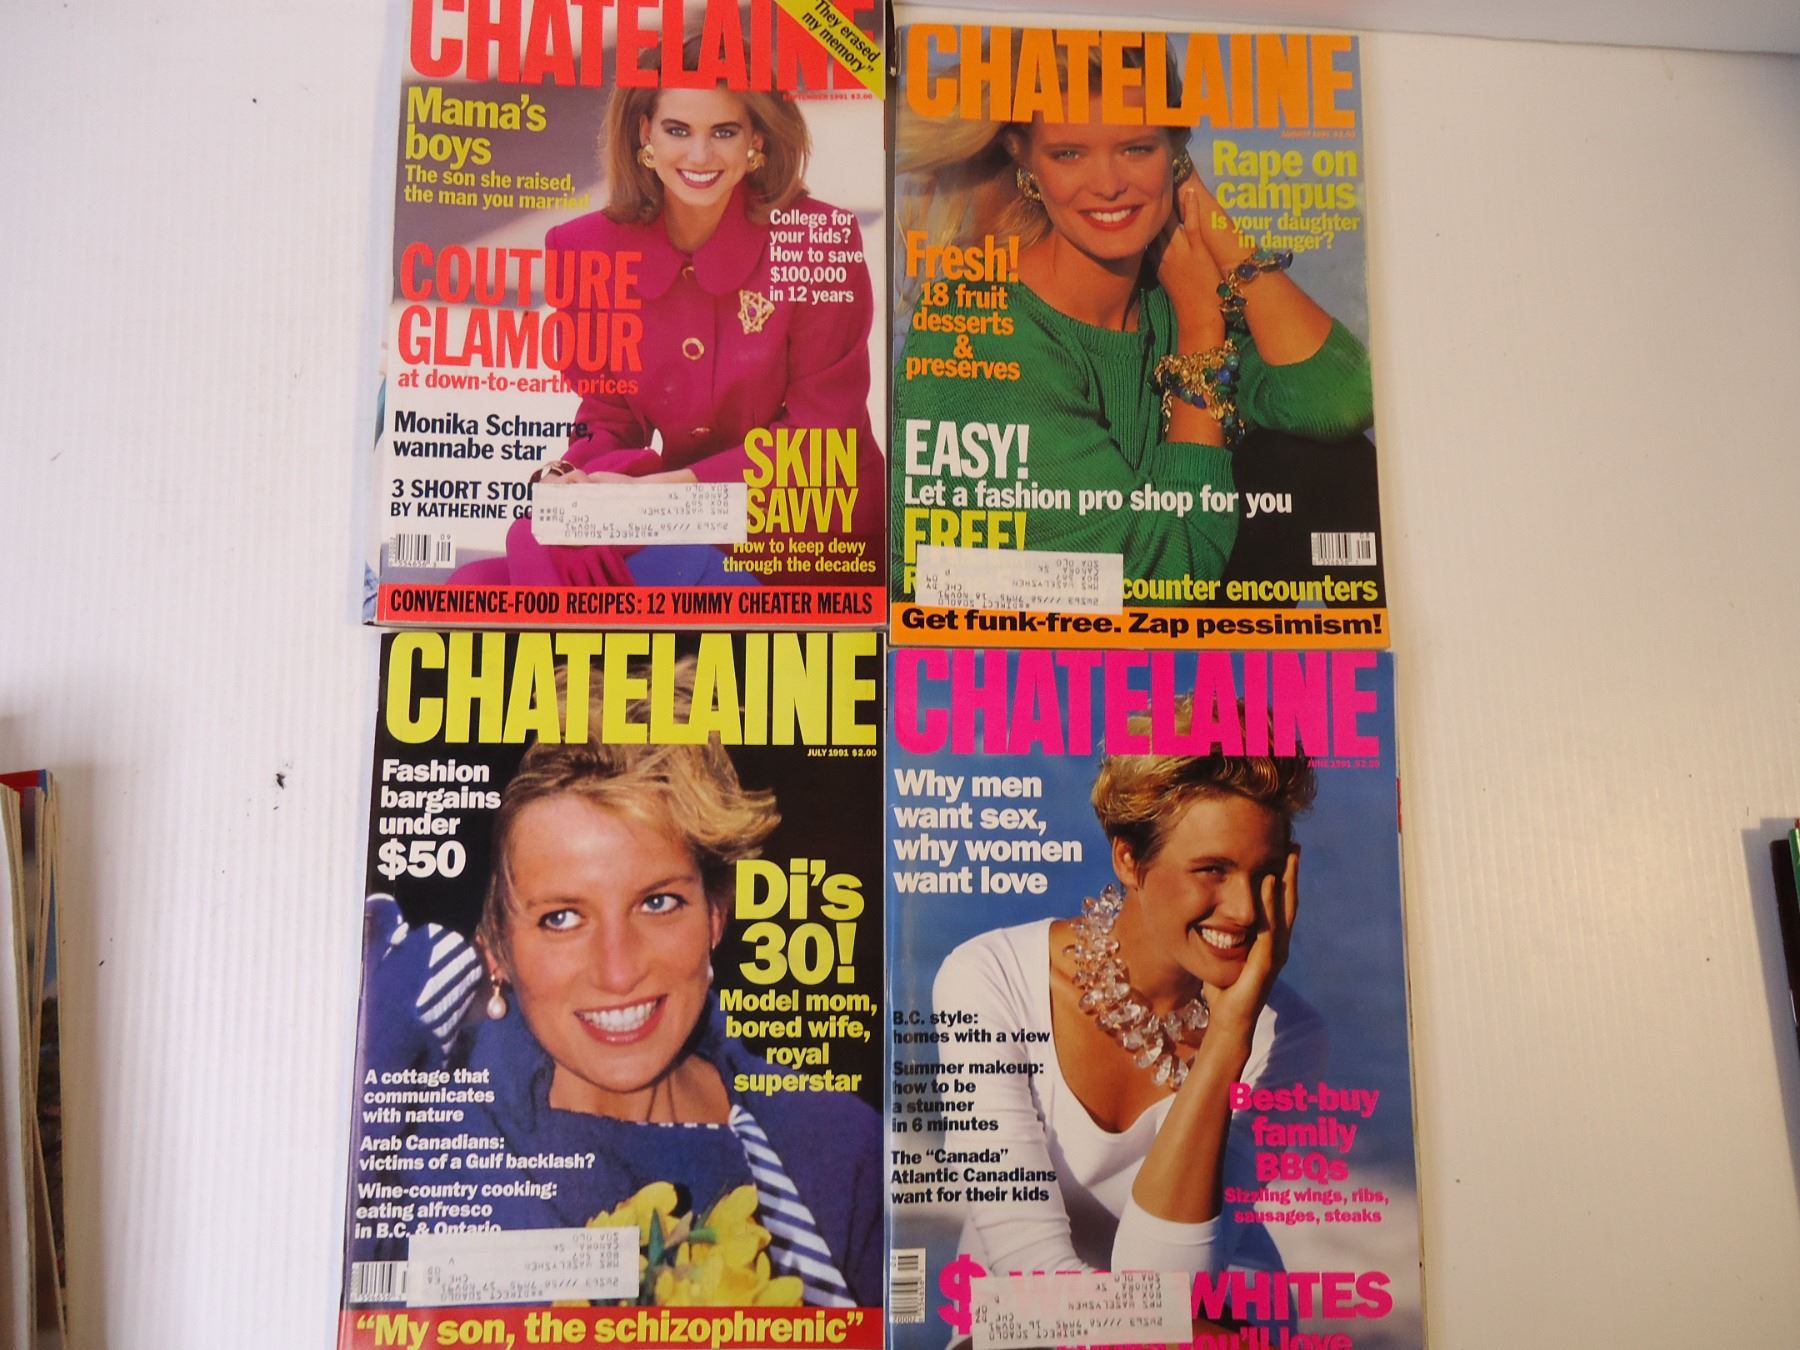 CHATELAINE
"They erased
my memory"
SEPTEMBER 1991 $2.00
Mama's
boys
The son she raised,
the man you married
College for
your kids?
How to save
$100,000
in 12 years
COUTURE
GLAMOUR
at down-to-earth prices
Monika Schnarre,
wannabe star
3 SHORT STO
BY KATHERINE GO
SKIN
SAVVY
How to keep dewy
through the decades
CONVENIENCE-FOOD RECIPES: 12 YUMMY CHEATER MEALS
CHATELAINE
AUGUST 1991 $2.00
Rape on
campus
Is your daughter
in danger?
Fresh!
18 fruit
desserts
&
preserves
EASY!
Let a fashion pro shop for you
FREE!
counter encounters
Get funk-free. Zap pessimism!
CHATELAINE
JULY 1991 $2.00
Fashion
bargains
under
$50
Di's
30!
Model mom,
bored wife,
royal
superstar
A cottage that
communicates
with nature
Arab Canadians:
victims of a Gulf backlash?
Wine-country cooking:
eating alfresco
in B.C. & Ontario
"My son, the schizophrenic"
CHATELAINE
JUNE 1991 $2.00
Why men
want sex,
why women
want love
B.C. style:
homes with a view
Summer makeup:
how to be
a stunner
in 6 minutes
The "Canada"
Atlantic Canadians
want for their kids
Best-buy
family
BBQs
Sizzling wings, ribs,
sausages, steaks
$ WHITES
you'll love